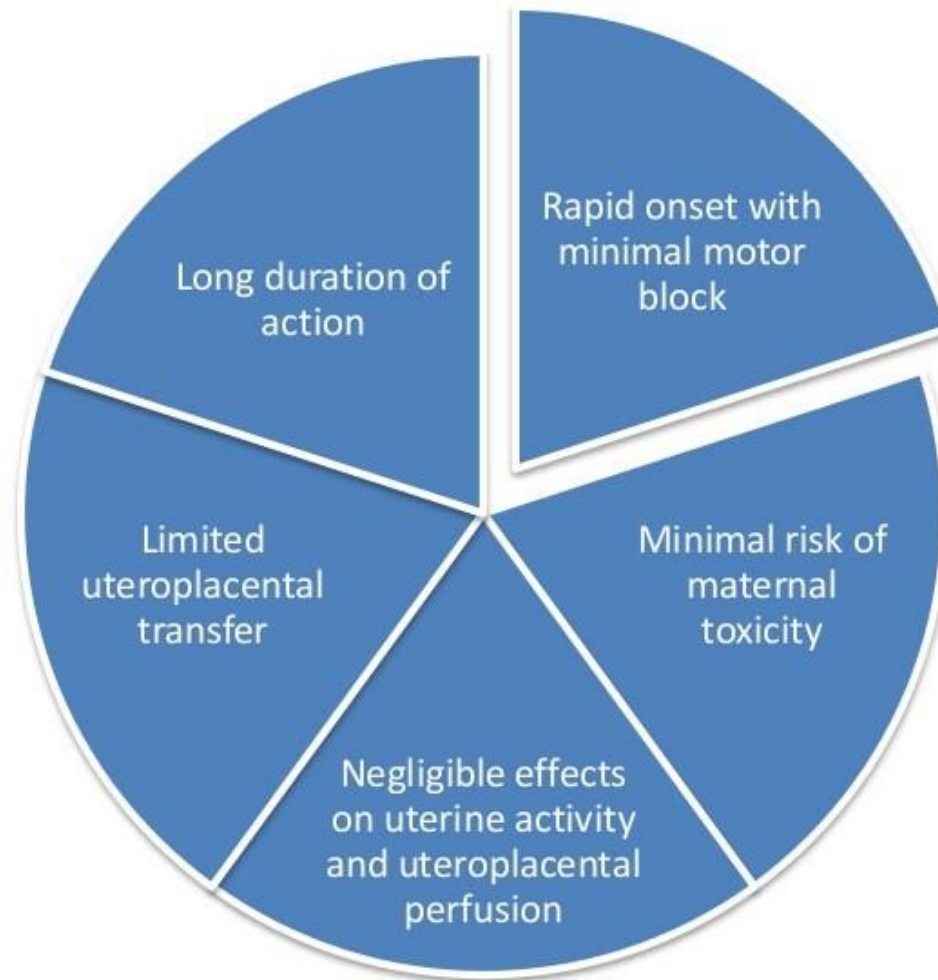 Rapid onset with
minimal motor
block
Minimal risk of
maternal
toxicity
Negligible effects
on uterine activity
and uteroplacental
perfusion
Limited
uteroplacental
transfer
Long duration of
action